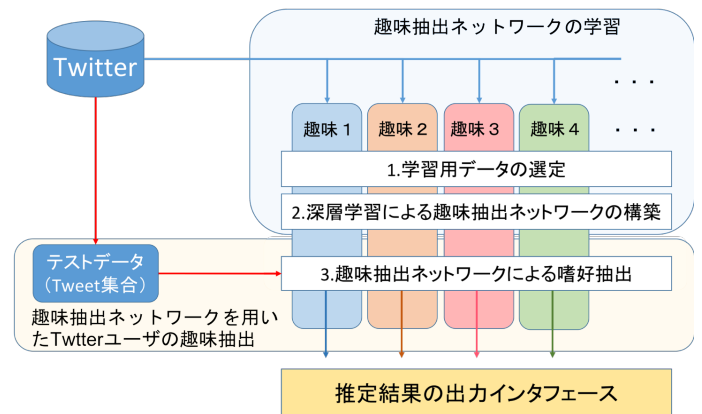 趣味抽出ネットワークの学習
Twitter
・・・
趣味１
趣味２
趣味３
趣味４
・・・
1.学習用データの選定
2.深層学習による趣味抽出ネットワークの構築
テストデータ
（Tweet集合）
3.趣味抽出ネットワークによる嗜好抽出
趣味抽出ネットワークを用い
たTwtterユーザの趣味抽出
推定結果の出力インタフェース